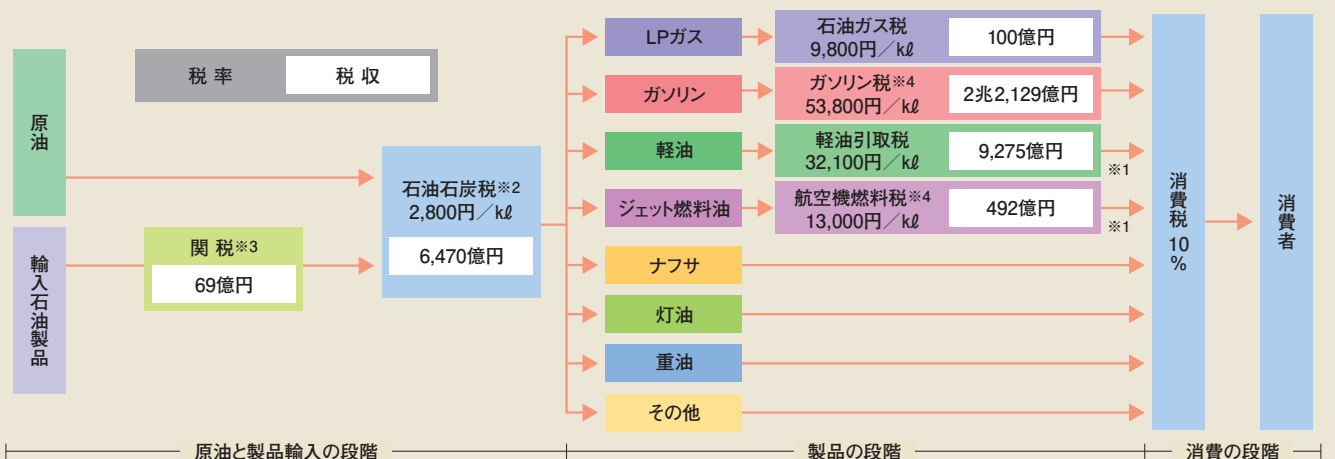 税 率
税 収
原油
輸入石油製品
関 税※3
69億円
石油石炭税※2
2,800円／kℓ
6,470億円
LPガス
石油ガス税
9,800円／kℓ
100億円
ガソリン
ガソリン税※4
53,800円／kℓ
2兆2,129億円
軽油
軽油引取税
32,100円／kℓ
9,275億円
※1
ジェット燃料油
航空機燃料税※4
13,000円／kℓ
492億円
※1
ナフサ
灯油
重油
その他
消費税 10%
消費者
原油と製品輸入の段階
製品の段階
消費の段階